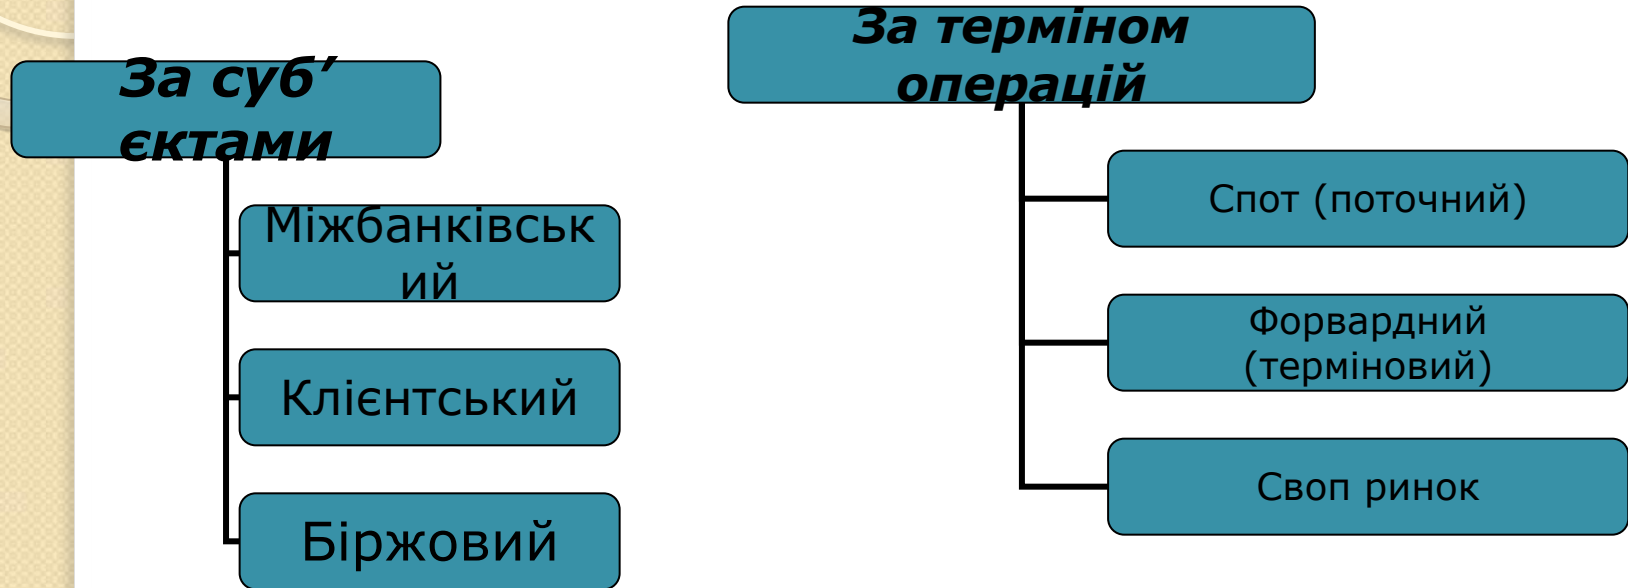 За суб’
єктами
Міжбанківськ
ий
Клієнтський
Біржовий
За терміном
операцій
Спот (поточний)
Форвардний
(терміновий)
Своп ринок